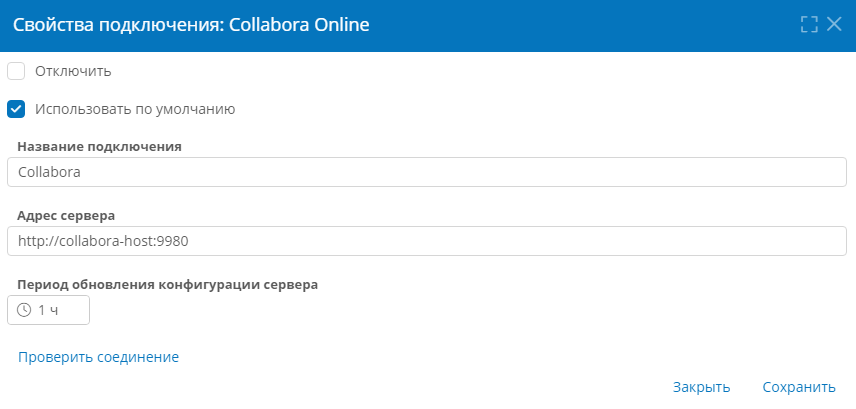 Свойства подключения: Collabora Online
Отключить
Использовать по умолчанию
Название подключения
Collabora
Адрес сервера
http://collabora-host:9980
Период обновления конфигурации сервера
1 ч
Проверить соединение
Закрыть Сохранить